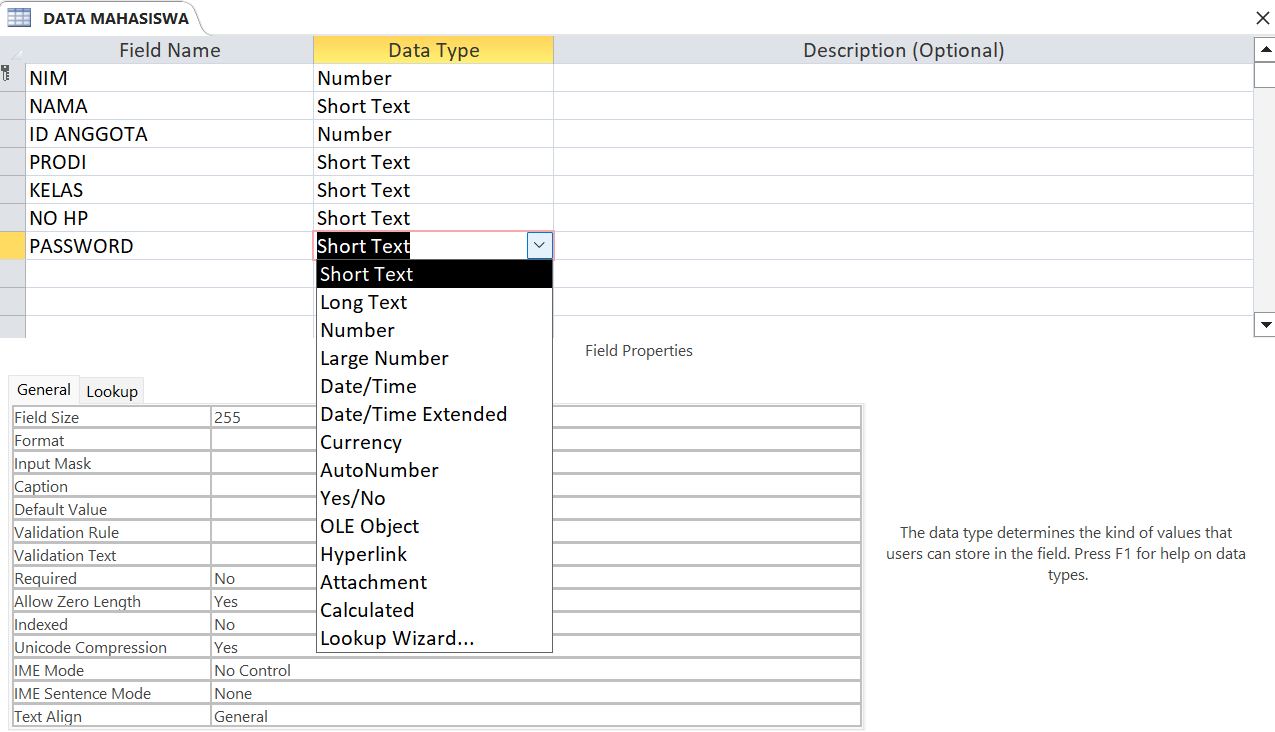 DATA MAHASISWA
Field Name Data Type Description (Optional)
NIM Number
NAMA Short Text
ID ANGGOTA Number
PRODI Short Text
KELAS Short Text
NO HP Short Text
PASSWORD Short Text
Short Text
Long Text
Number
Large Number
Date/Time
Date/Time Extended
Currency
AutoNumber
Yes/No
OLE Object
Hyperlink
Attachment
Calculated
Lookup Wizard...
Field Properties
General Lookup
Field Size 255
Format
Input Mask
Caption
Default Value
Validation Rule
Validation Text
Required No
Allow Zero Length Yes
Indexed No
Unicode Compression Yes
IME Mode No Control
IME Sentence Mode None
Text Align General
The data type determines the kind of values that
users can store in the field. Press F1 for help on data
types.